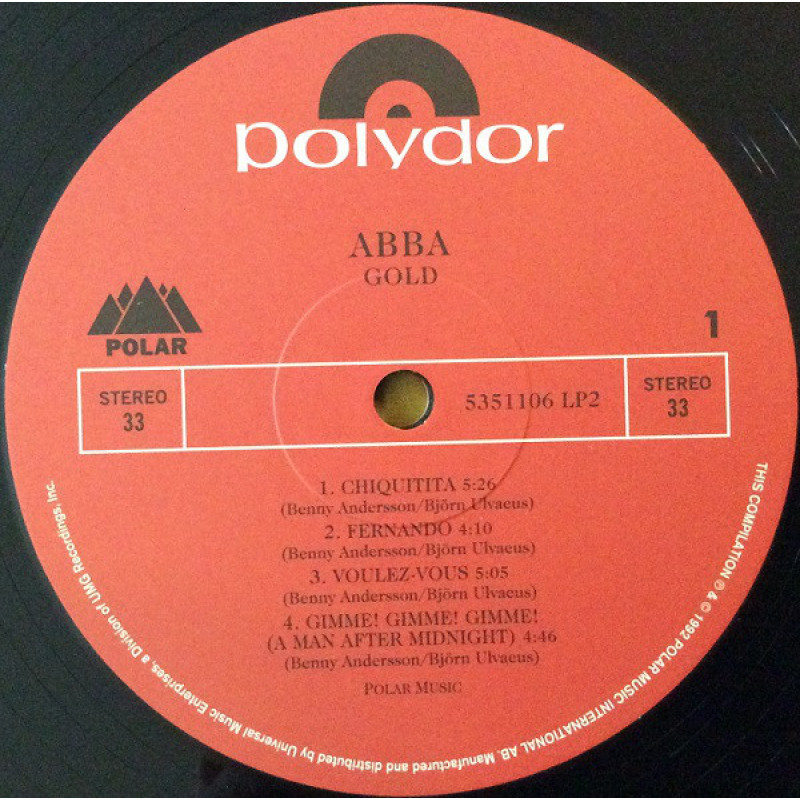 polydor
ABBA
GOLD
POLAR
1
STEREO
33
5351106 LP2
STEREO
33
1. CHIQUITITA 5:26
(Benny Andersson/Björn Ulvaeus)
2. FERNANDO 4:10
(Benny Andersson/Björn Ulvaeus)
3. VOULEZ-VOUS 5:05
(Benny Andersson/Björn Ulvaeus)
4. GIMME! GIMME! GIMME!
(A MAN AFTER MIDNIGHT) 4:46
(Benny Andersson/Björn Ulvaeus)
POLAR MUSIC
THIS COMPILATION ℗ & © 1992 POLAR MUSIC INTERNATIONAL AB. Manufactured and distributed by Universal Music Enterprises, a Division of UMG Recordings, Inc.